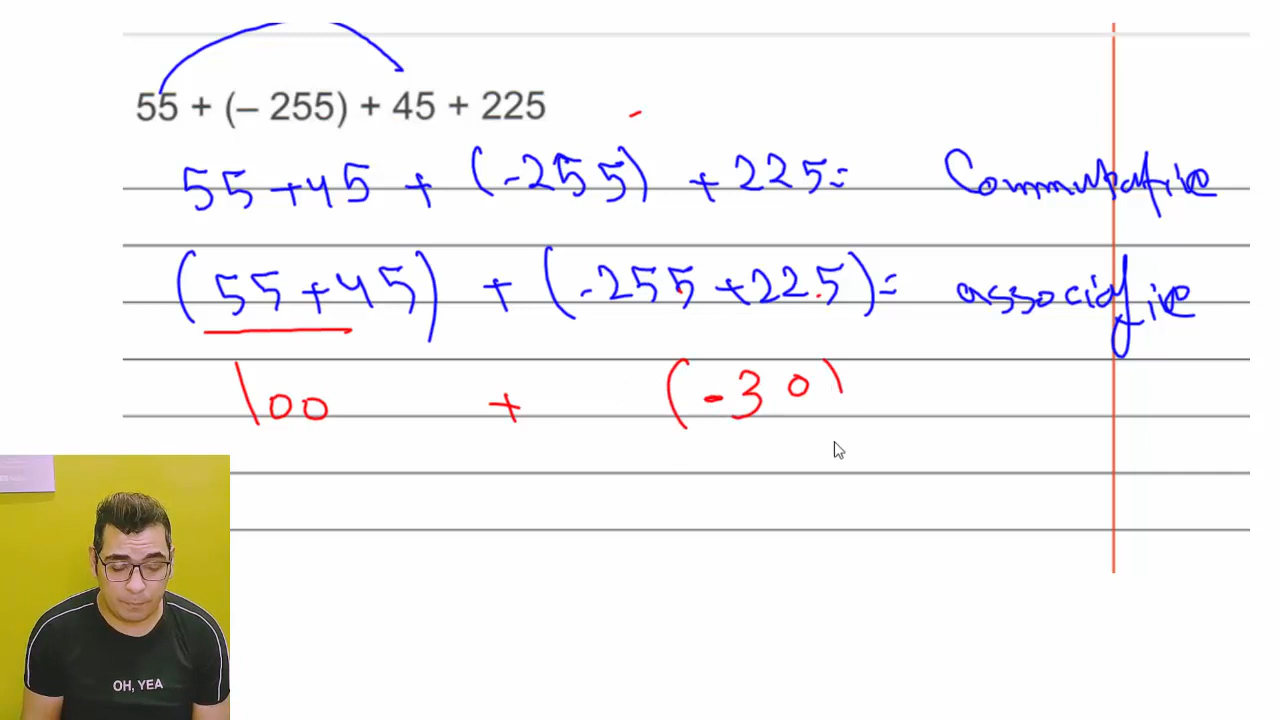 55 + (– 255) + 45 + 225
55 + 45 + (-255) + 225 = Commutative
(55 + 45) + (-255 + 225) = associative
100 + (-30)
OH, YEA